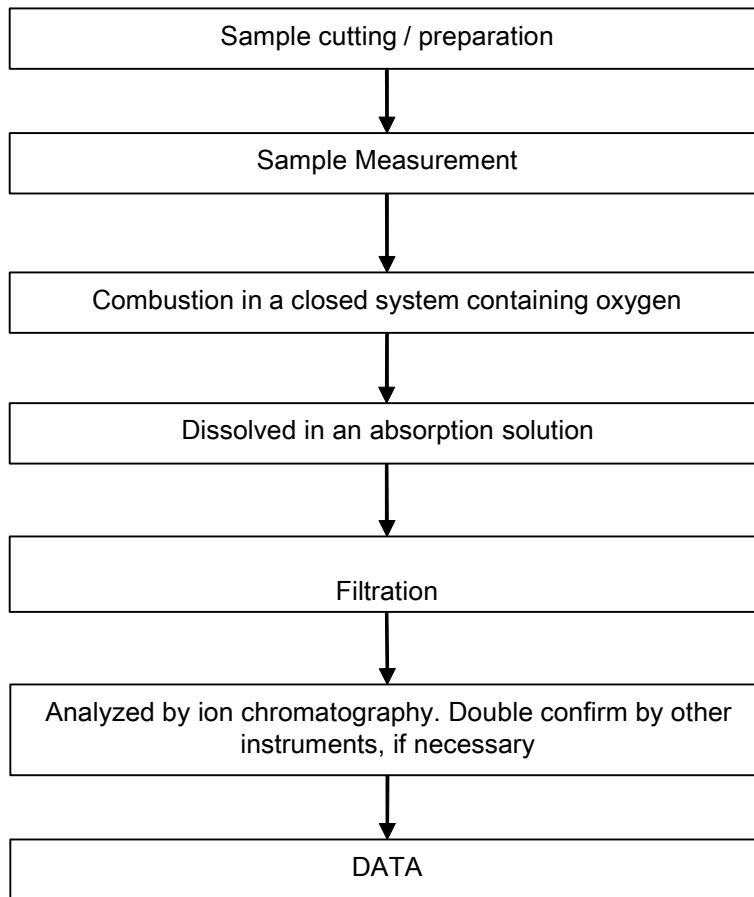 Sample cutting / preparation
Sample Measurement
Combustion in a closed system containing oxygen
Dissolved in an absorption solution
Filtration
Analyzed by ion chromatography. Double confirm by other
instruments, if necessary
DATA